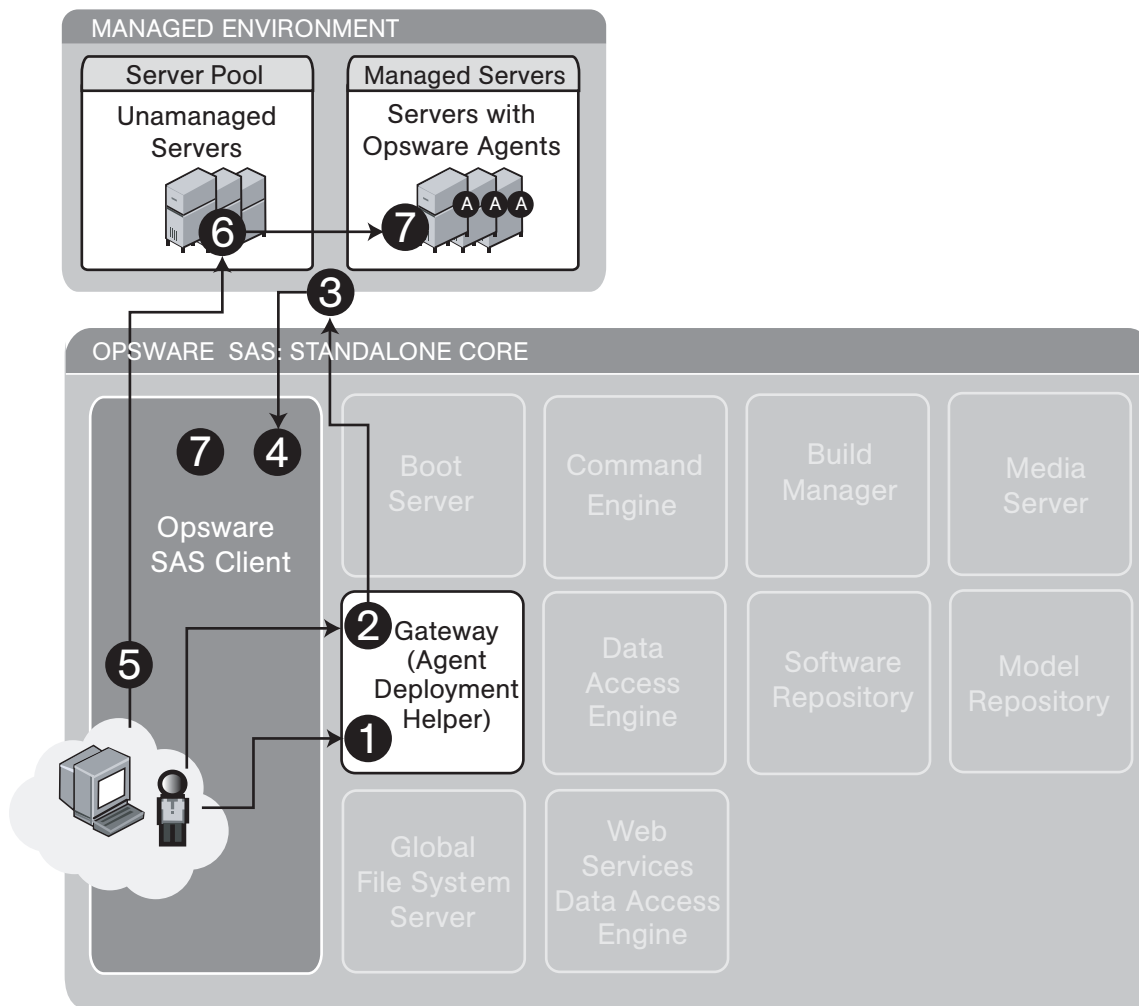 MANAGED ENVIRONMENT
Server Pool
Unamanaged
Servers
6
Managed Servers
Servers with
Opsware Agents
7
A A A
3
OPSWARE SAS: STANDALONE CORE
7 4
Opsware
SAS Client
5
Boot
Server
Command
Engine
Build
Manager
Media
Server
2
Gateway
(Agent
Deployment
Helper)
1
Data
Access
Engine
Software
Repository
Model
Repository
Global
File System
Server
Web
Services
Data Access
Engine